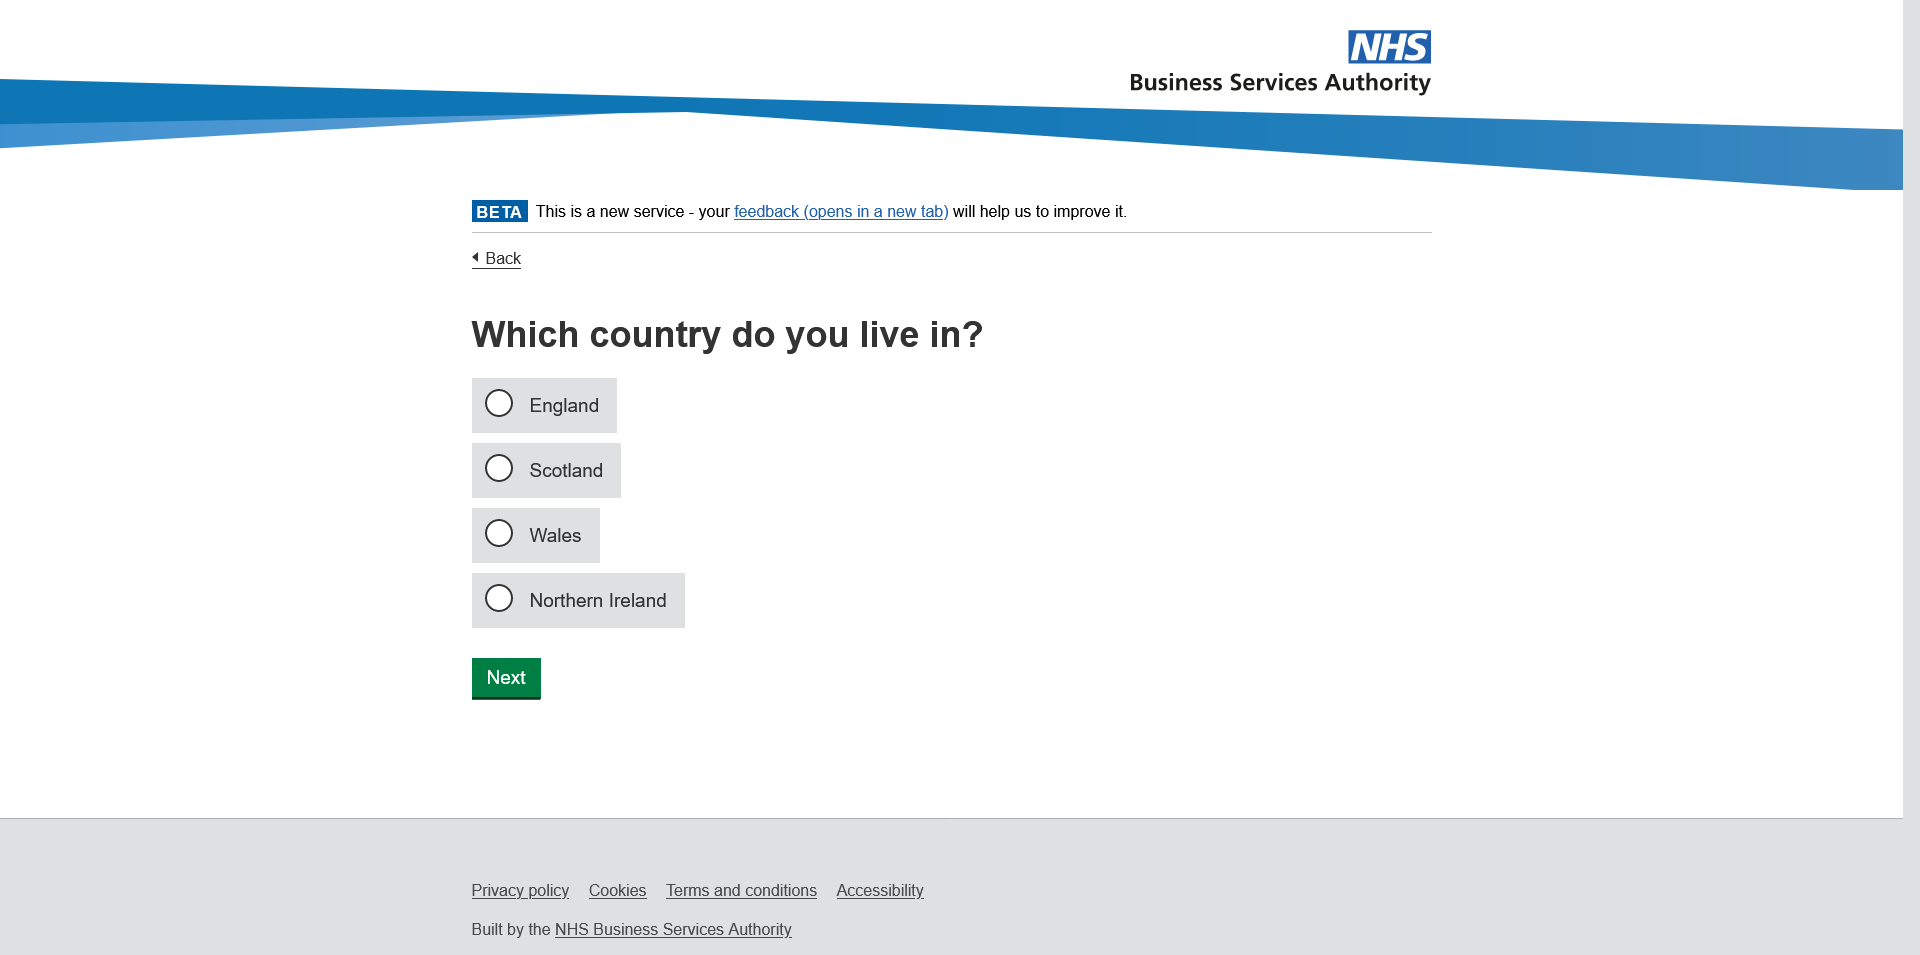 NHS
Business Services Authority
BETA This is a new service - your feedback (opens in a new tab) will help us to improve it.
Back
Which country do you live in?
England
Scotland
Wales
Northern Ireland
Next
Privacy policy Cookies Terms and conditions Accessibility
Built by the NHS Business Services Authority